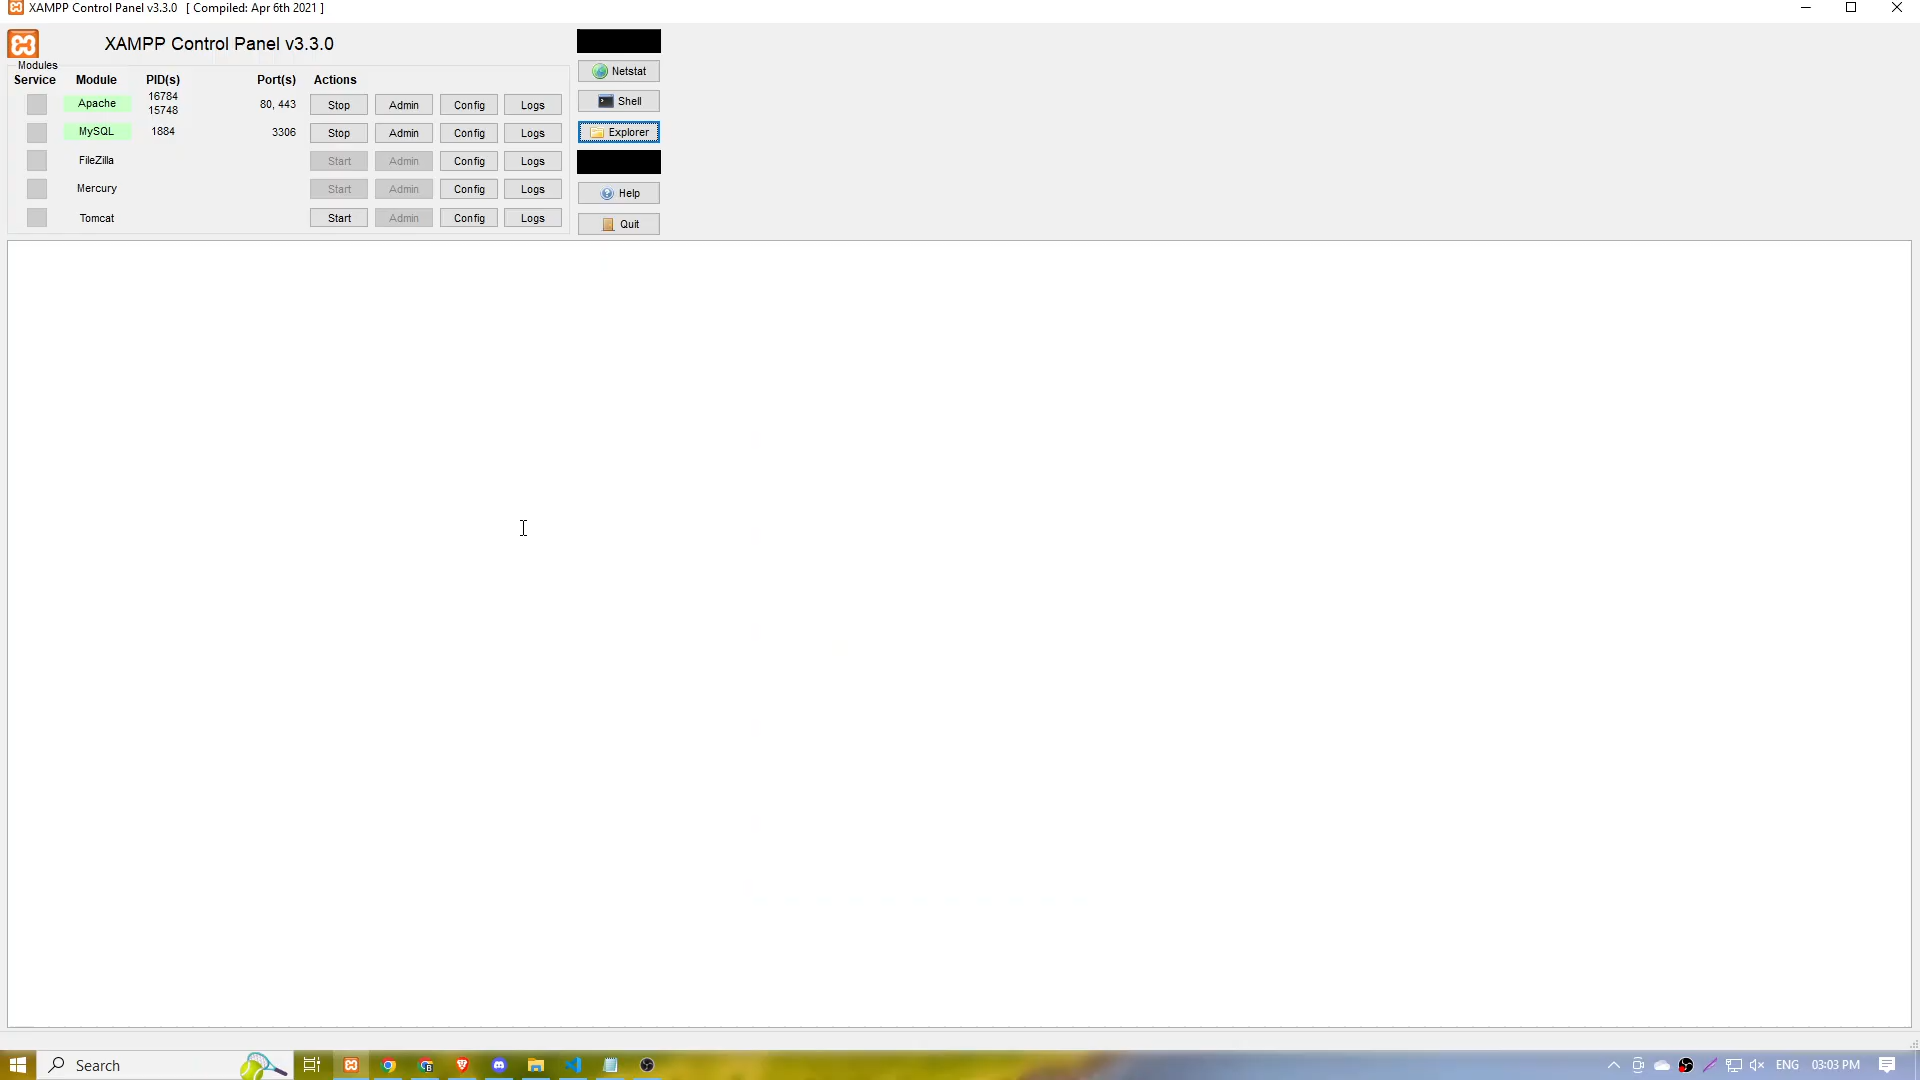 XAMPP Control Panel v3.3.0 [ Compiled: Apr 6th 2021 ]
XAMPP Control Panel v3.3.0
Modules
Service Module PID(s) Port(s) Actions
Apache 16784 15748 80, 443 Stop Admin Config Logs
MySQL 1884 3306 Stop Admin Config Logs
FileZilla Start Admin Config Logs
Mercury Start Admin Config Logs
Tomcat Start Admin Config Logs
Netstat
Shell
Explorer
Help
Quit
Search
ENG 03:03 PM